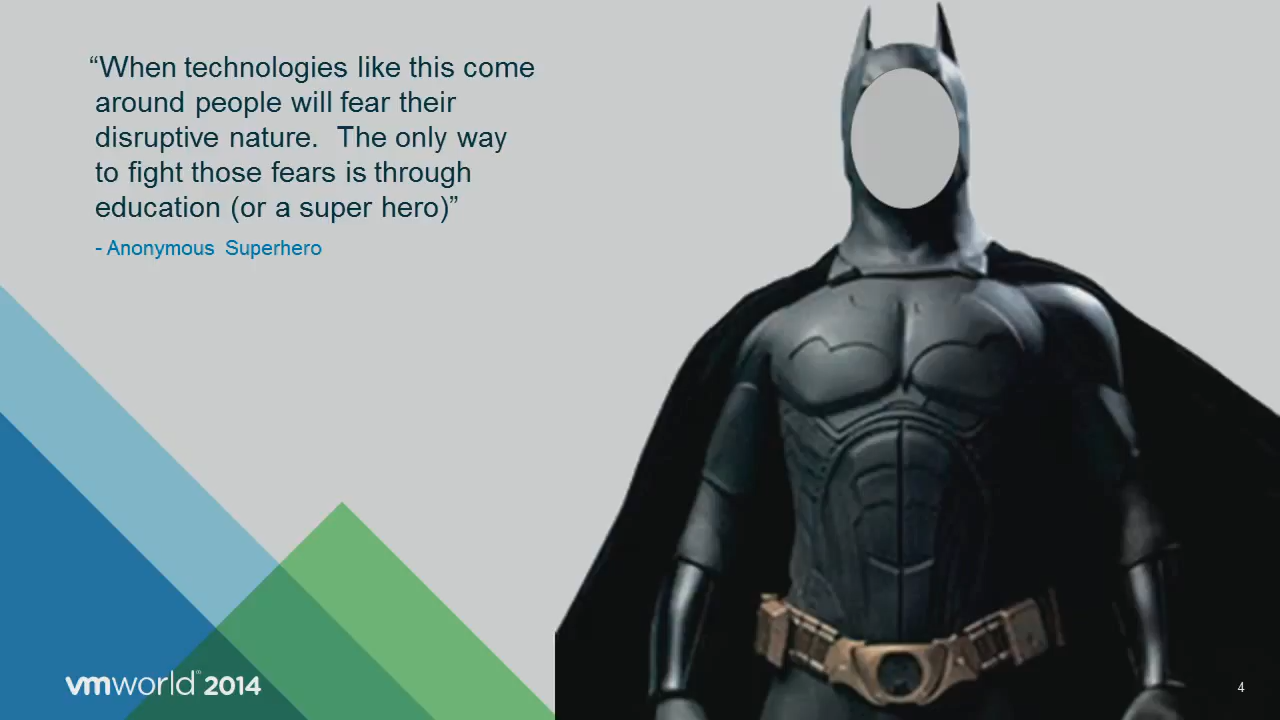 “When technologies like this come
around people will fear their
disruptive nature.  The only way
to fight those fears is through
education (or a super hero)”
- Anonymous Superhero
vmworld 2014
4